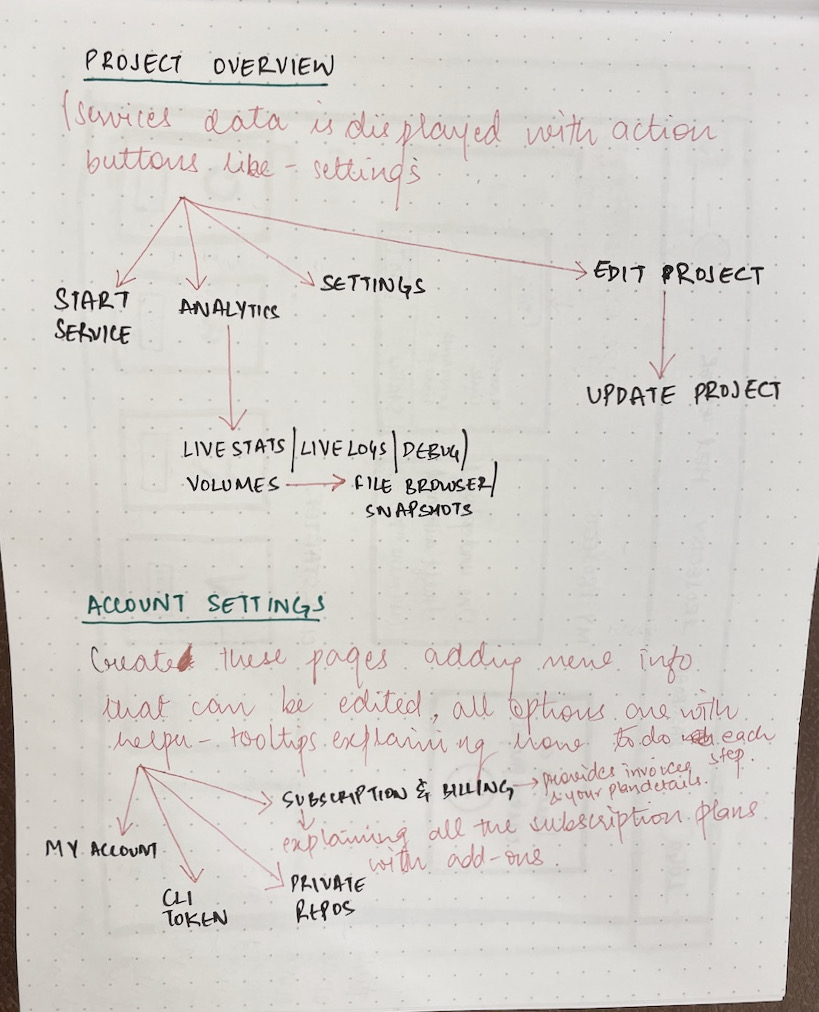 PROJECT OVERVIEW
Services data is displayed with action
buttons like - settings
START
SERVICE
ANALYTICS
SETTINGS
EDIT PROJECT
UPDATE PROJECT
LIVE STATS | LIVE LOGS | DEBUG |
VOLUMES → FILE BROWSER |
SNAPSHOTS
ACCOUNT SETTINGS
Created these pages adding info
that can be edited, all options are with
tooltips explaining to do each
step.
SUBSCRIPTION & BILLING → provides invoices
& your plan details.
explaining all the subscription plans
with add-ons.
MY ACCOUNT
CLI
TOKEN
PRIVATE
REPOS